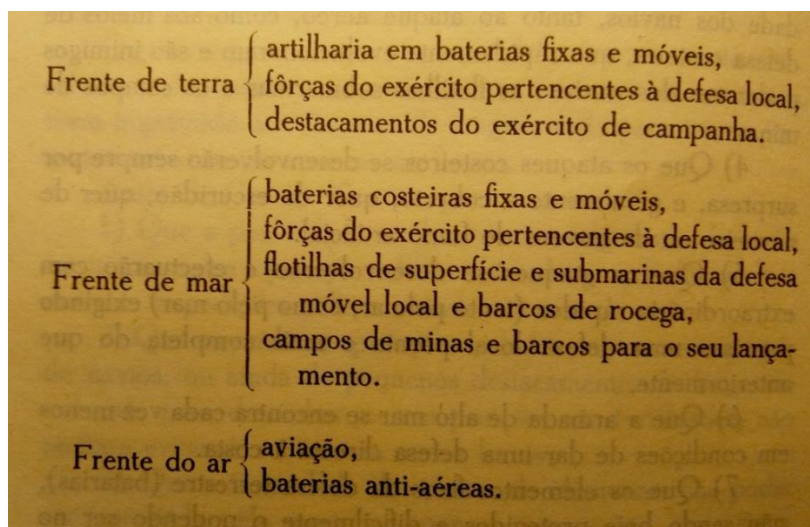 Frente de terra
artilharia em baterias fixas e móveis,
fôrças do exército pertencentes à defesa local,
destacamentos do exército de campanha.
Frente de mar
baterias costeiras fixas e móveis,
fôrças do exército pertencentes à defesa local,
flotilhas de superfície e submarinas da defesa
móvel local e barcos de rocega,
campos de minas e barcos para o seu lança-
mento.
Frente do ar
aviação,
baterias anti-aéreas.